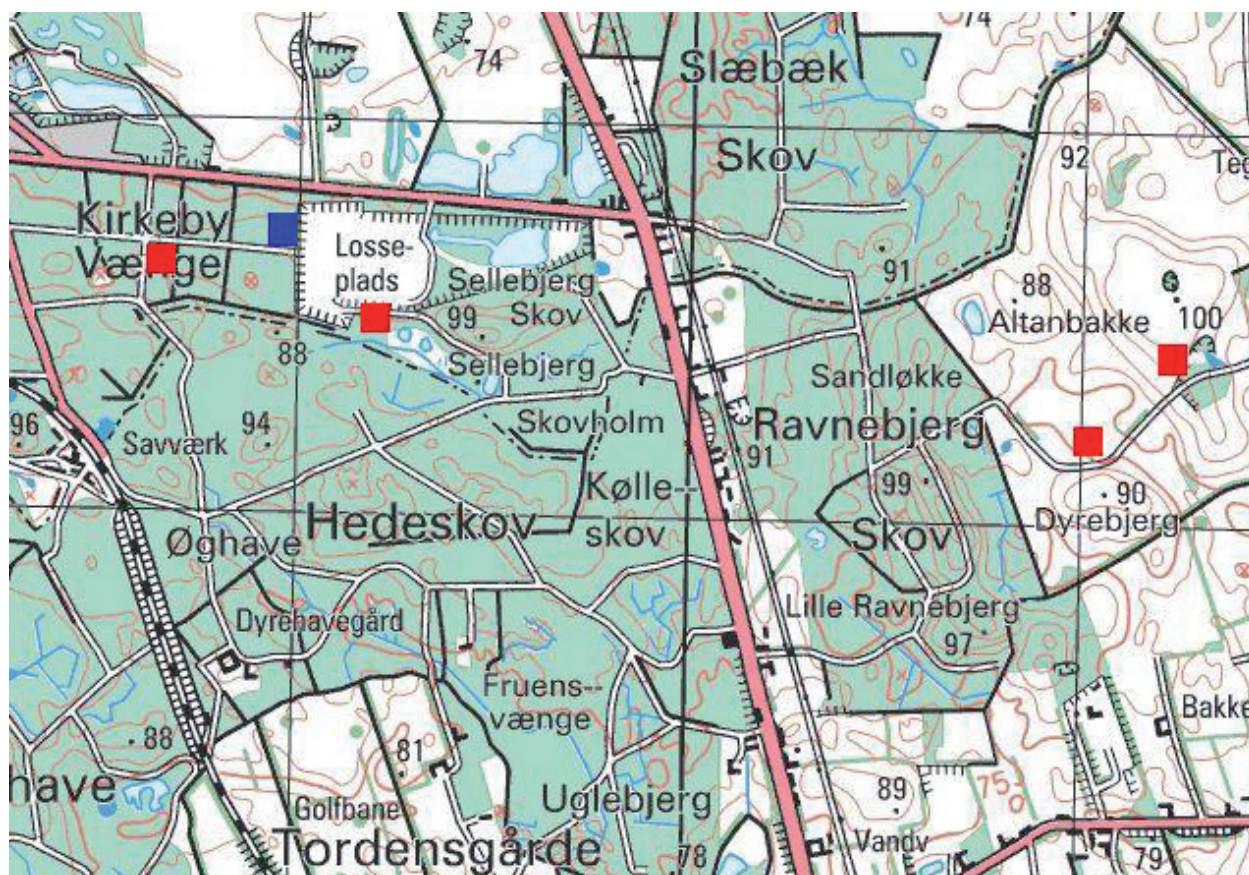 74
74
Slæbæk
Skov
92
Kirkeby
Vænge
Losse-
plads
Sellebjerg
Skov
99
91
88
Altanbakke
100
88
Sellebjerg
Sandløkke
96
Savværk
94
Skovholm
E3
Ravnebjerg
91
99
90
Kølle-
skov
Hedeskov
Skov
Dyrebjerg
Øghave
Dyrehavegård
Lille Ravnebjerg
97
Fruens-
vænge
Bakke
88
81
have
Golfbane
Uglebjerg
89
75
Tordensgårde
78
Vandv
79